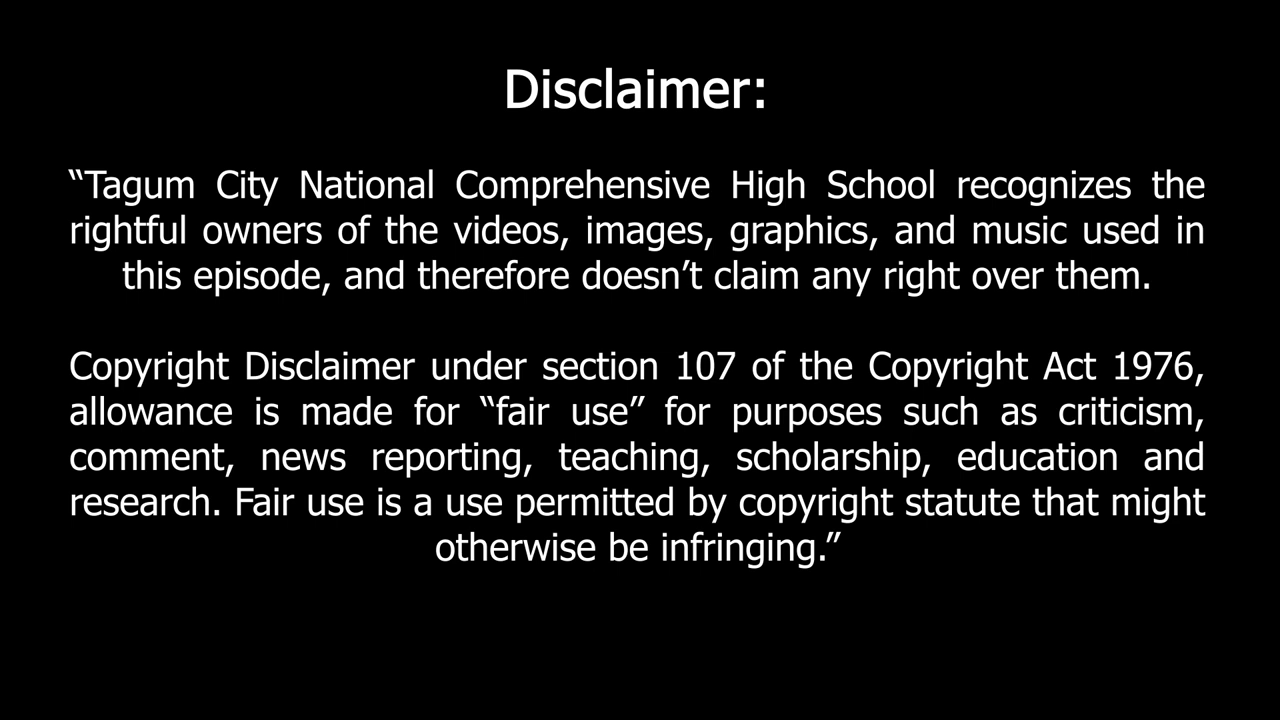 Disclaimer:
“Tagum City National Comprehensive High School recognizes the
rightful owners of the videos, images, graphics, and music used in
this episode, and therefore doesn’t claim any right over them.
Copyright Disclaimer under section 107 of the Copyright Act 1976,
allowance is made for “fair use” for purposes such as criticism,
comment, news reporting, teaching, scholarship, education and
research. Fair use is a use permitted by copyright statute that might
otherwise be infringing.”